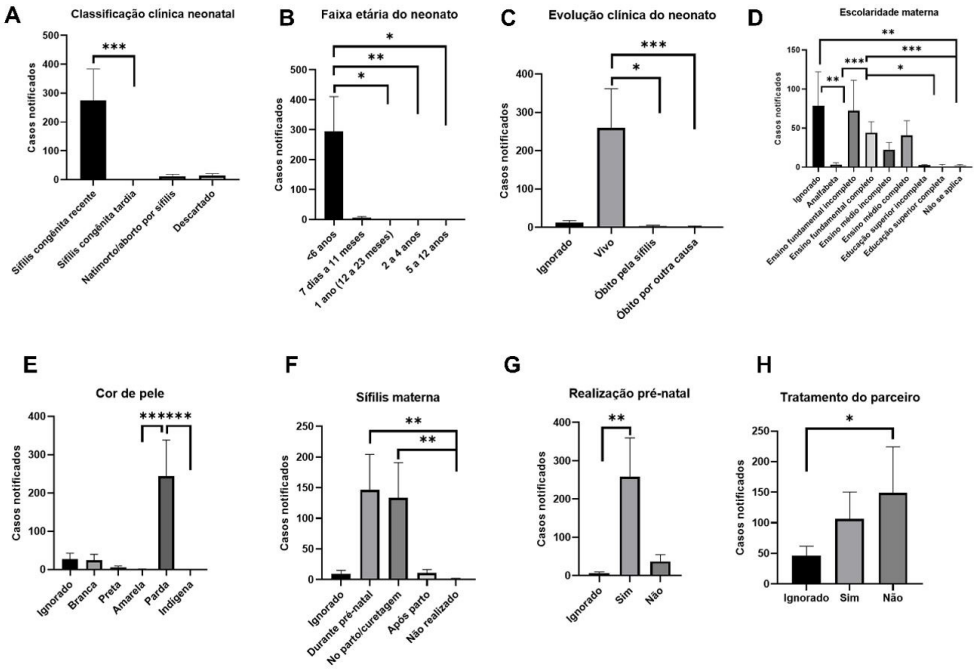 A
Classificação clínica neonatal
500
400
300
200
100
0
Casos notificados
***
Sífilis congênita recente
Sífilis congênita tardia
Natimorto/aborto por sífilis
Descartado
B
Faixa etária do neonato
500
400
300
200
100
0
Casos notificados
*
**
*
<6 anos
7 dias a 11 meses
1 ano (12 a 23 meses)
2 a 4 anos
5 a 12 anos
C
Evolução clínica do neonato
400
300
200
100
0
Casos notificados
***
*
Ignorado
Vivo
Óbito pela sífilis
Óbito por outra causa
D
Escolaridade materna
150
100
50
0
Casos notificados
**
***
***
**
*
Ignorado
Analfabeta
Ensino fundamental incompleto
Ensino fundamental completo
Ensino médio incompleto
Ensino médio completo
Educação superior incompleta
Educação superior completa
Não se aplica
E
Cor de pele
400
300
200
100
0
Casos notificados
******
Ignorado
Branca
Preta
Amarela
Parda
Indígena
F
Sífilis materna
250
200
150
100
50
0
Casos notificados
**
**
Ignorado
Durante pré-natal
No parto/curetagem
Após parto
Não realizado
G
Realização pré-natal
400
300
200
100
0
Casos notificados
**
Ignorado
Sim
Não
H
Tratamento do parceiro
250
200
150
100
50
0
Casos notificados
*
Ignorado
Sim
Não